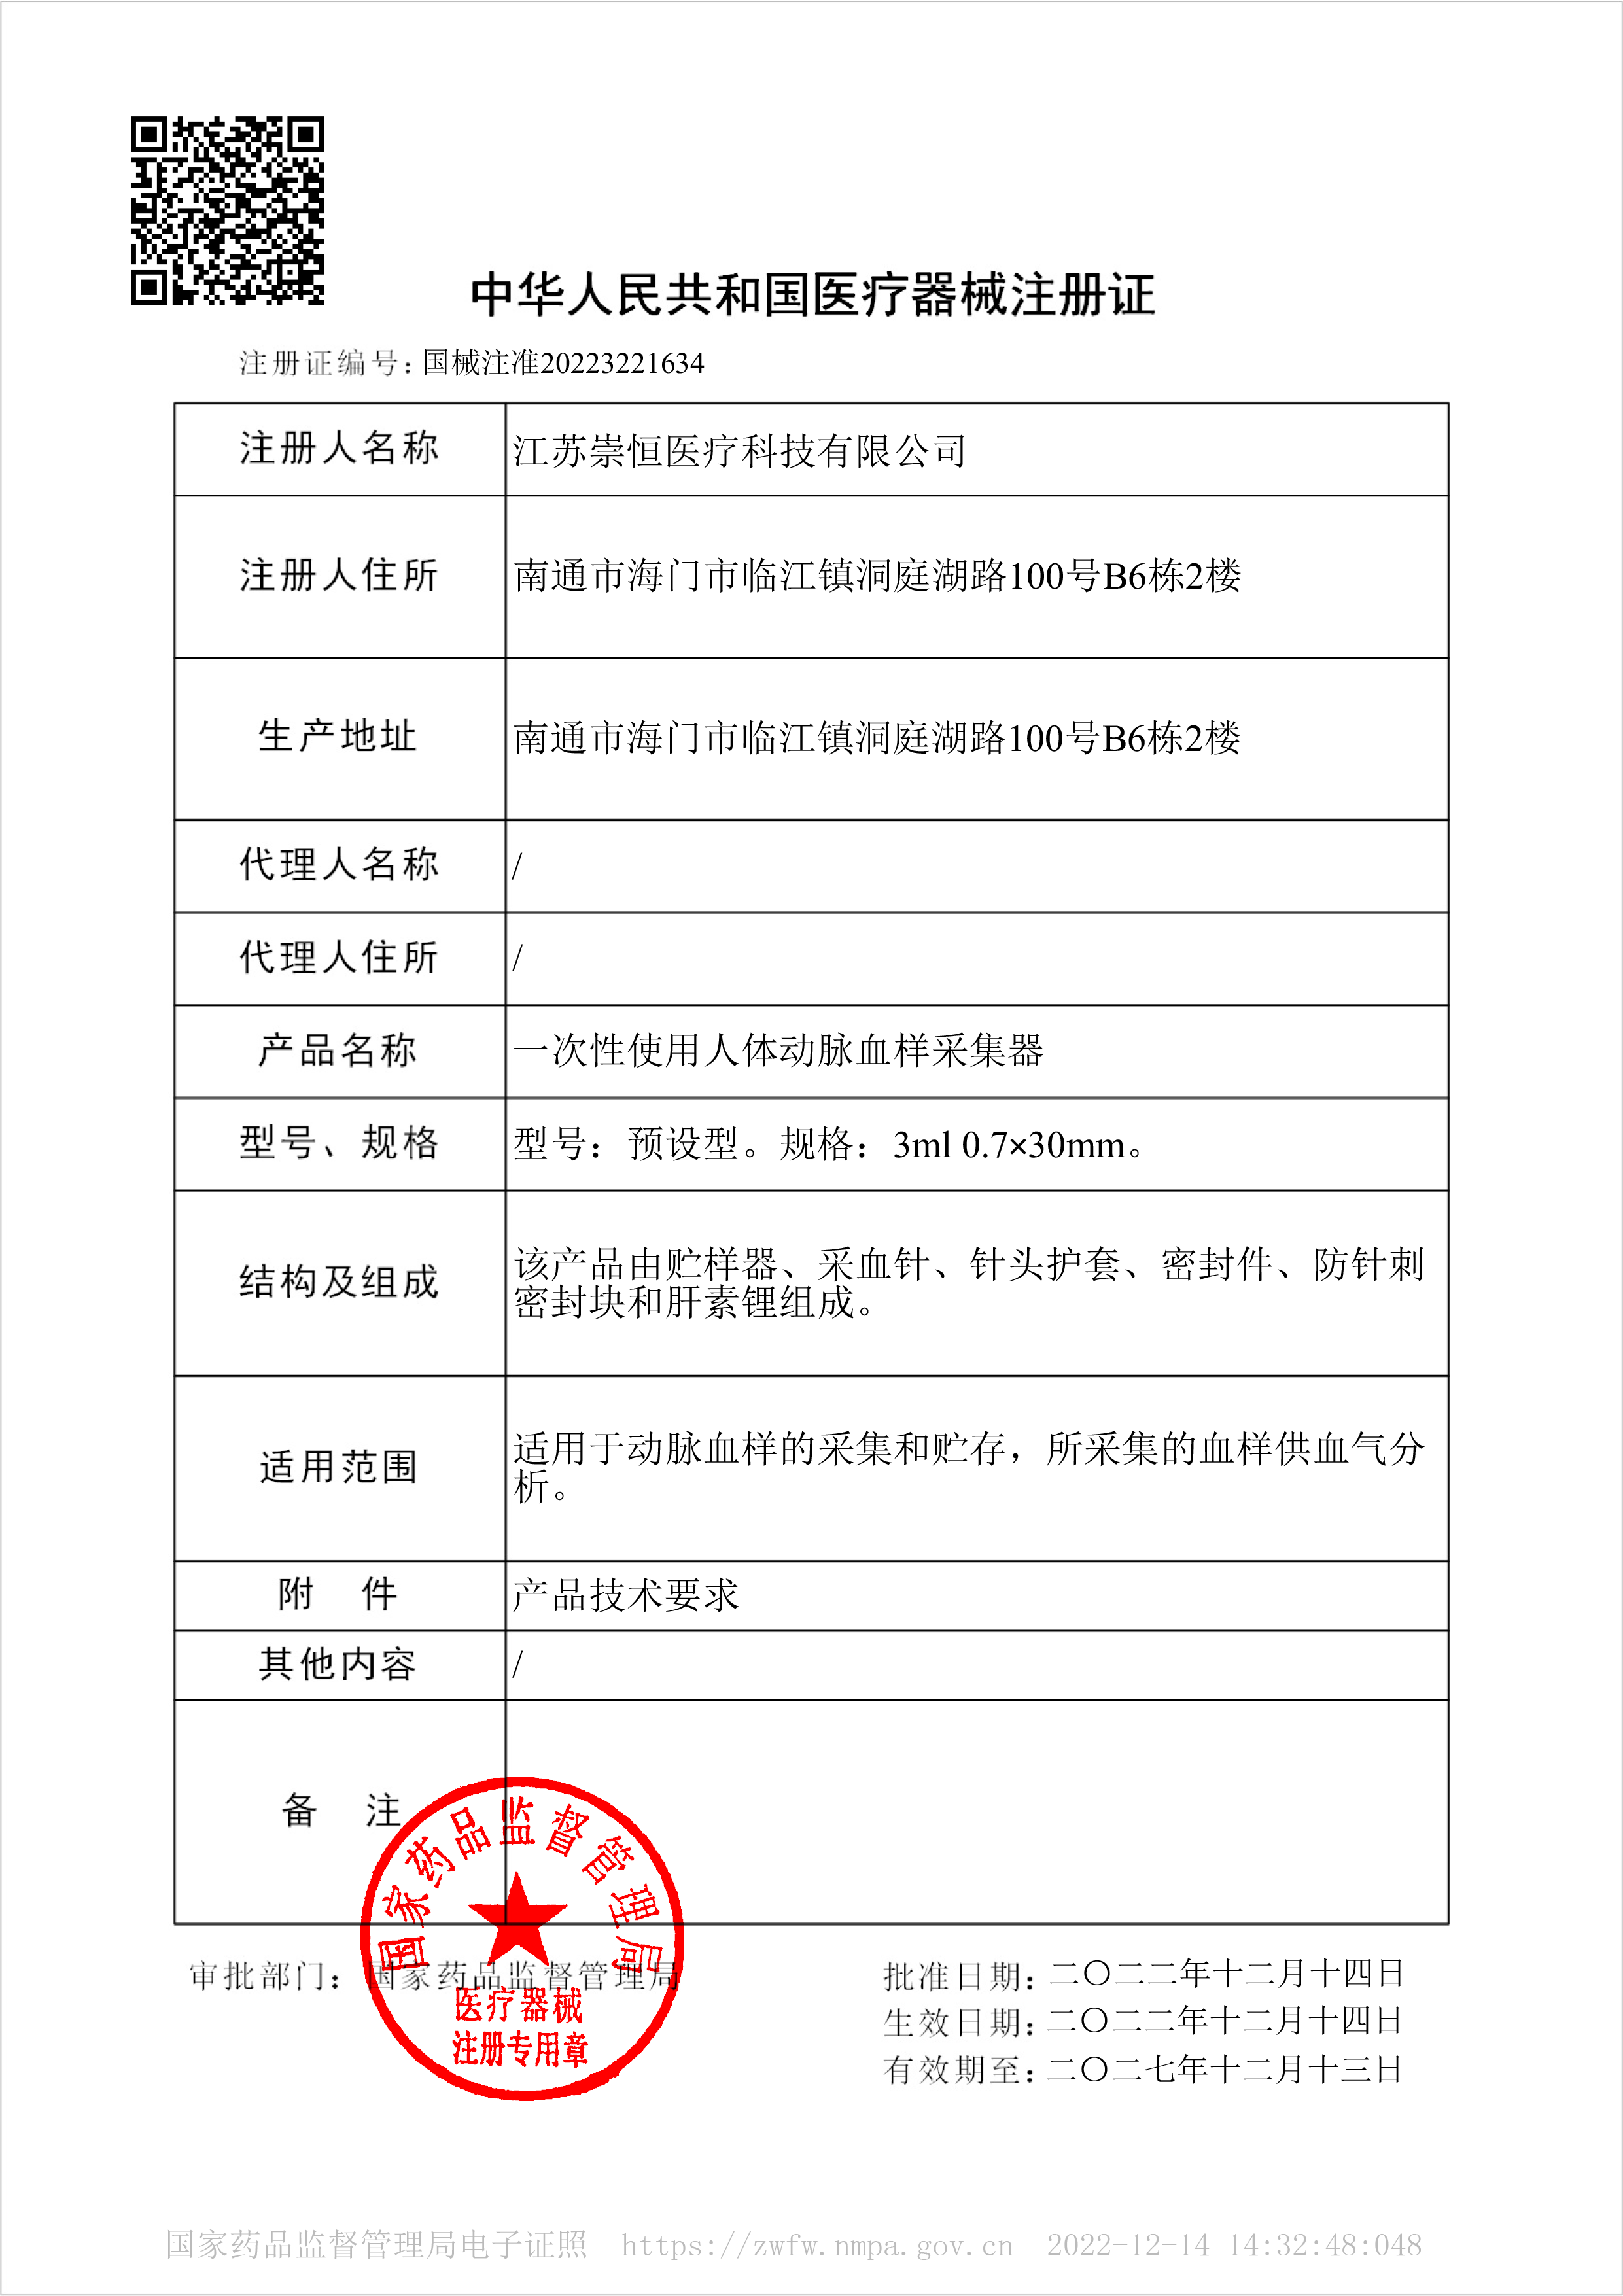 中华人民共和国医疗器械注册证
注册证编号：国械注准20223221634
注册人名称 江苏崇恒医疗科技有限公司
注册人住所 南通市海门市临江镇洞庭湖路100号B6栋2楼
生产地址 南通市海门市临江镇洞庭湖路100号B6栋2楼
代理人名称 /
代理人住所 /
产品名称 一次性使用人体动脉血样采集器
型号、规格 型号：预设型。规格：3ml 0.7×30mm。
结构及组成 该产品由贮样器、采血针、针头护套、密封件、防针刺
密封块和肝素锂组成。
适用范围 适用于动脉血样的采集和贮存，所采集的血样供血气分
析。
附 件 产品技术要求
其他内容 /
备 注
国家药品监督管理局
医疗器械
注册专用章
审批部门：国家药品监督管理局
批准日期：二〇二二年十二月十四日
生效日期：二〇二二年十二月十四日
有效期至：二〇二七年十二月十三日
国家药品监督管理局电子证照 https://zwfw.nmpa.gov.cn 2022-12-14 14:32:48:048